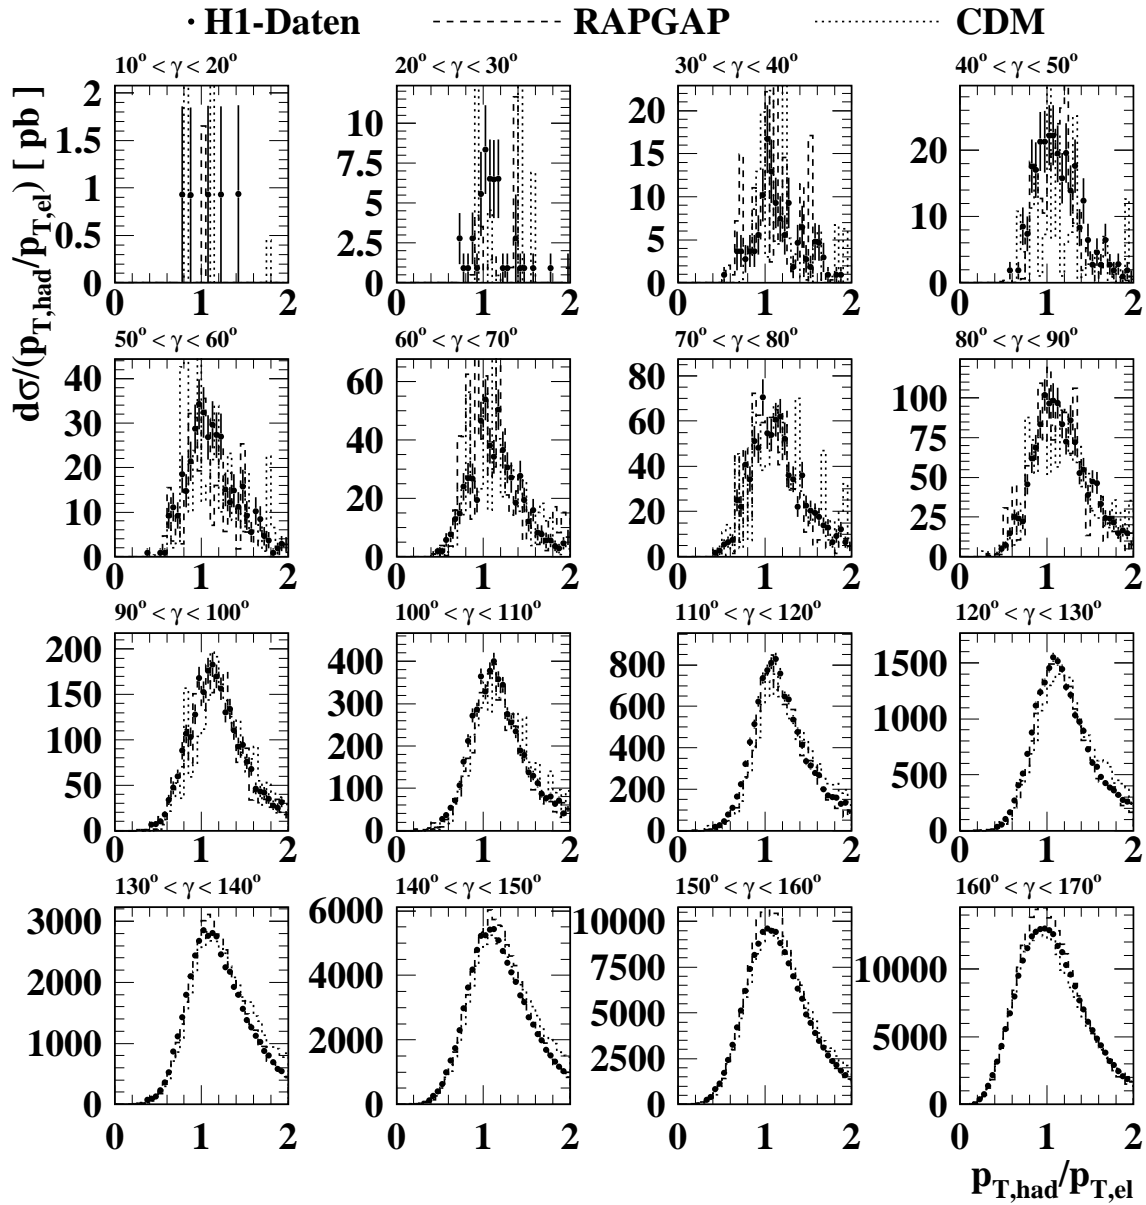 • H1-Daten --------- RAPGAP ............ CDM
dσ/(p_T,had/p_T,el) [ pb ]
10° < γ < 20°
20° < γ < 30°
30° < γ < 40°
40° < γ < 50°
2
1.5
1
0.5
0
0 1 2
10
7.5
5
2.5
0
0 1 2
20
15
10
5
0
0 1 2
20
10
0
0 1 2
50° < γ < 60°
60° < γ < 70°
70° < γ < 80°
80° < γ < 90°
40
30
20
10
0
0 1 2
60
40
20
0
0 1 2
80
60
40
20
0
0 1 2
100
75
50
25
0
0 1 2
90° < γ < 100°
100° < γ < 110°
110° < γ < 120°
120° < γ < 130°
200
150
100
50
0
0 1 2
400
300
200
100
0
0 1 2
800
600
400
200
0
0 1 2
1500
1000
500
0
0 1 2
130° < γ < 140°
140° < γ < 150°
150° < γ < 160°
160° < γ < 170°
3000
2000
1000
0
0 1 2
6000
4000
2000
0
0 1 2
10000
7500
5000
2500
0
0 1 2
10000
5000
0
0 1 2
p_T,had/p_T,el